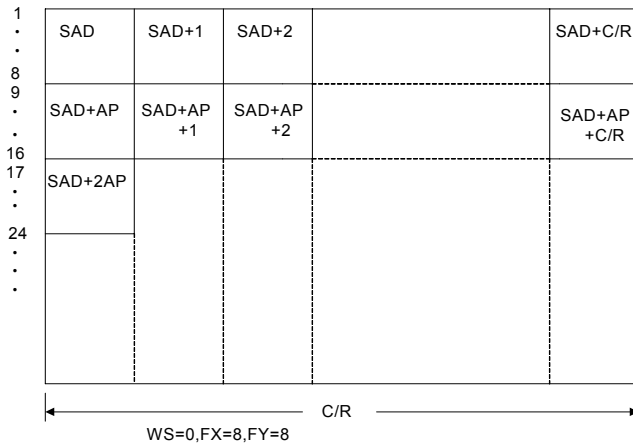 1
·
·
8
9
·
·
16
17
·
·
24
·
·
·
SAD SAD+1 SAD+2 SAD+C/R
SAD+AP SAD+AP
+1 SAD+AP
+2 SAD+AP
+C/R
SAD+2AP
C/R
WS=0,FX=8,FY=8